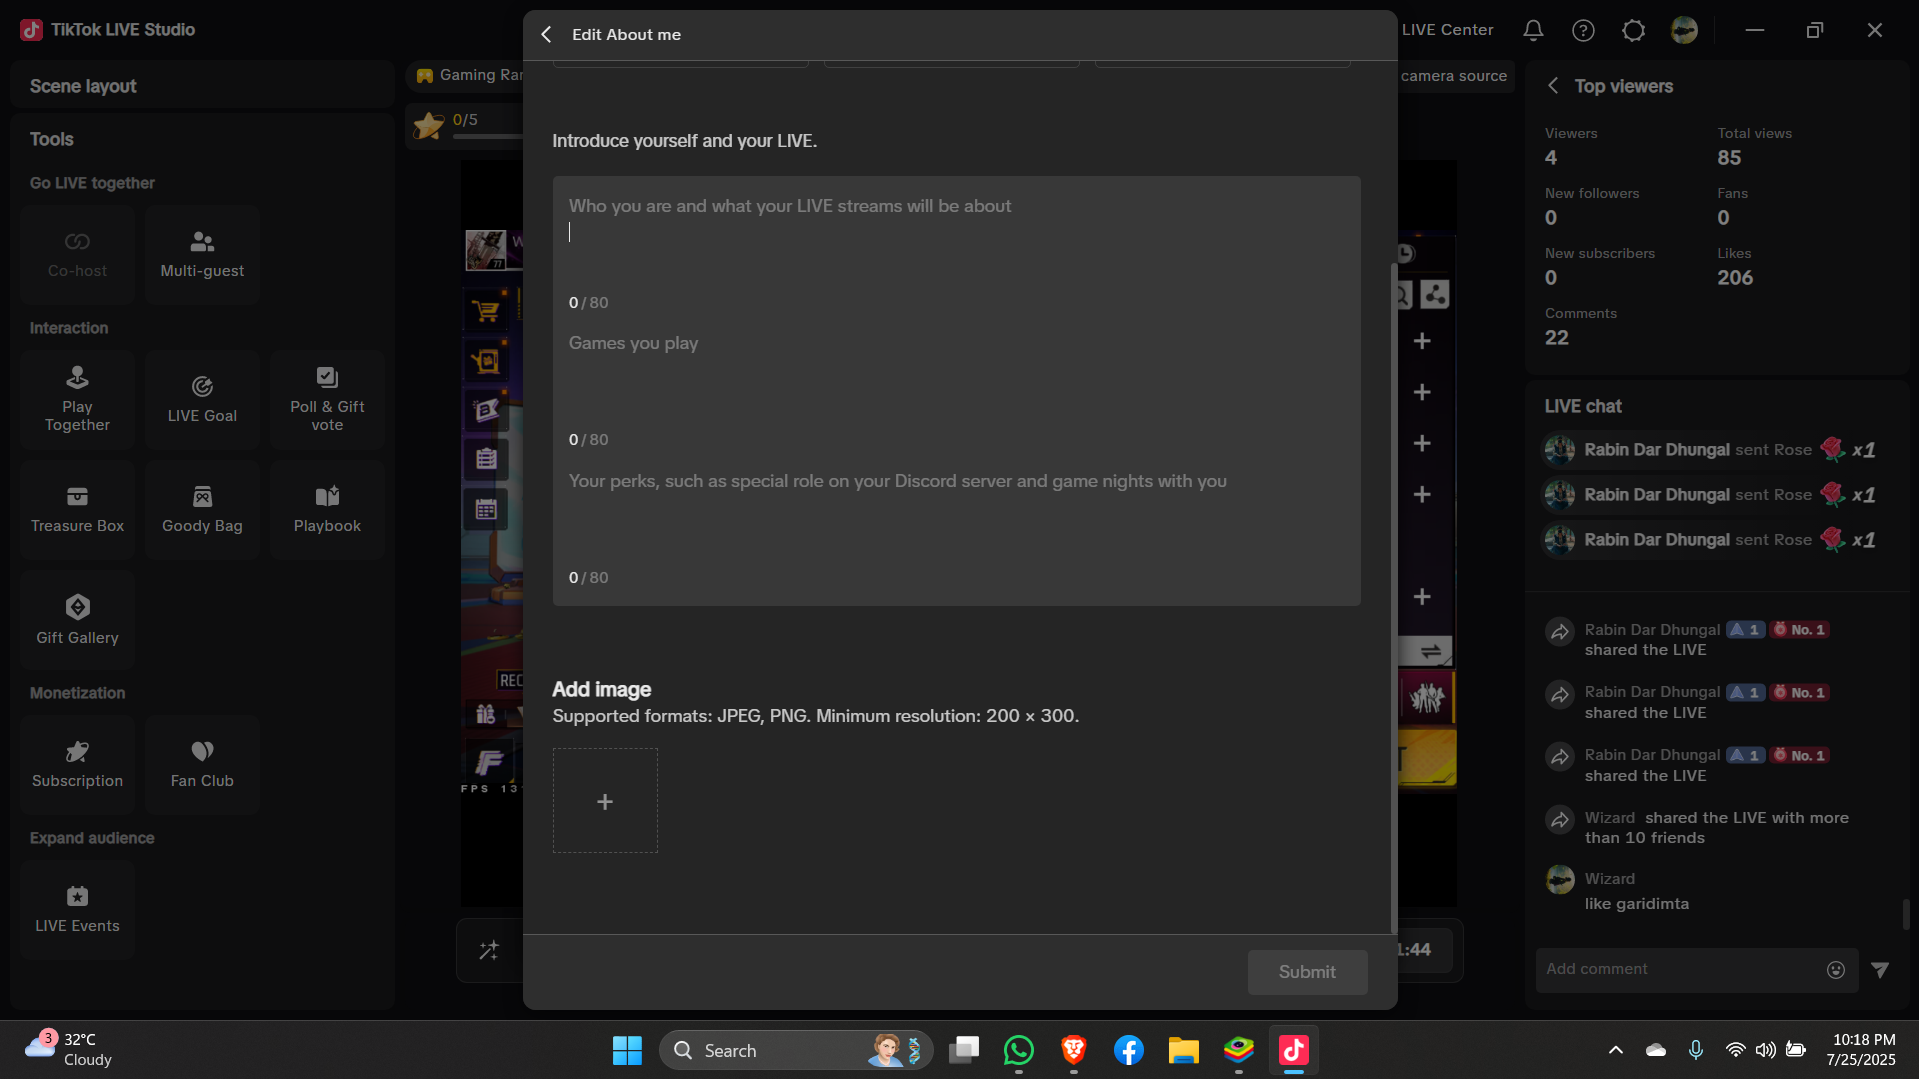 TikTok LIVE Studio
Edit About me
LIVE Center
Scene layout
Gaming Ra
camera source
Top viewers
0/5
Tools
Viewers
Total views
4
85
Introduce yourself and your LIVE.
Go LIVE together
New followers
Fans
0
0
Who you are and what your LIVE streams will be about
Co-host
Multi-guest
New subscribers
Likes
0
206
77
0 / 80
Comments
22
Interaction
Games you play
Play Together
LIVE Goal
Poll & Gift vote
LIVE chat
0 / 80
Rabin Dar Dhungal sent Rose x1
Your perks, such as special role on your Discord server and game nights with you
Rabin Dar Dhungal sent Rose x1
Treasure Box
Goody Bag
Playbook
Rabin Dar Dhungal sent Rose x1
0 / 80
Gift Gallery
Rabin Dar Dhungal 1 No. 1
shared the LIVE
REC
Add image
Supported formats: JPEG, PNG. Minimum resolution: 200 × 300.
Monetization
Rabin Dar Dhungal 1 No. 1
shared the LIVE
Subscription
Fan Club
Rabin Dar Dhungal 1 No. 1
shared the LIVE
FPS 13
Expand audience
Wizard shared the LIVE with more
than 10 friends
LIVE Events
Wizard
like garidimta
1:44
Submit
Add comment
3
32°C
Cloudy
Search
10:18 PM
7/25/2025